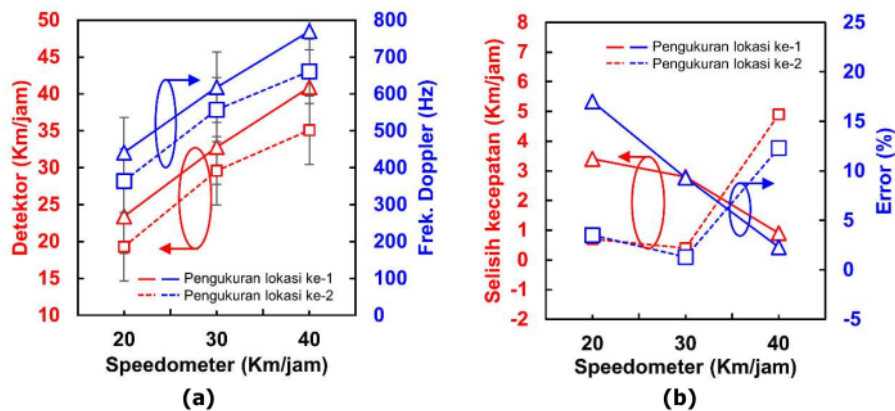 Detektor (Km/jam)
50
45
40
35
30
25
20
15
10
800
700
600
500
400
300
200
100
0
Frek. Doppler (Hz)
Pengukuran lokasi ke-1
Pengukuran lokasi ke-2
20 30 40
Speedometer (Km/jam)
(a)
Selisih kecepatan (Km/jam)
8
7
6
5
4
3
2
1
0
-1
-2
25
20
15
10
5
0
-5
Error (%)
Pengukuran lokasi ke-1
Pengukuran lokasi ke-2
20 30 40
Speedometer (Km/jam)
(b)